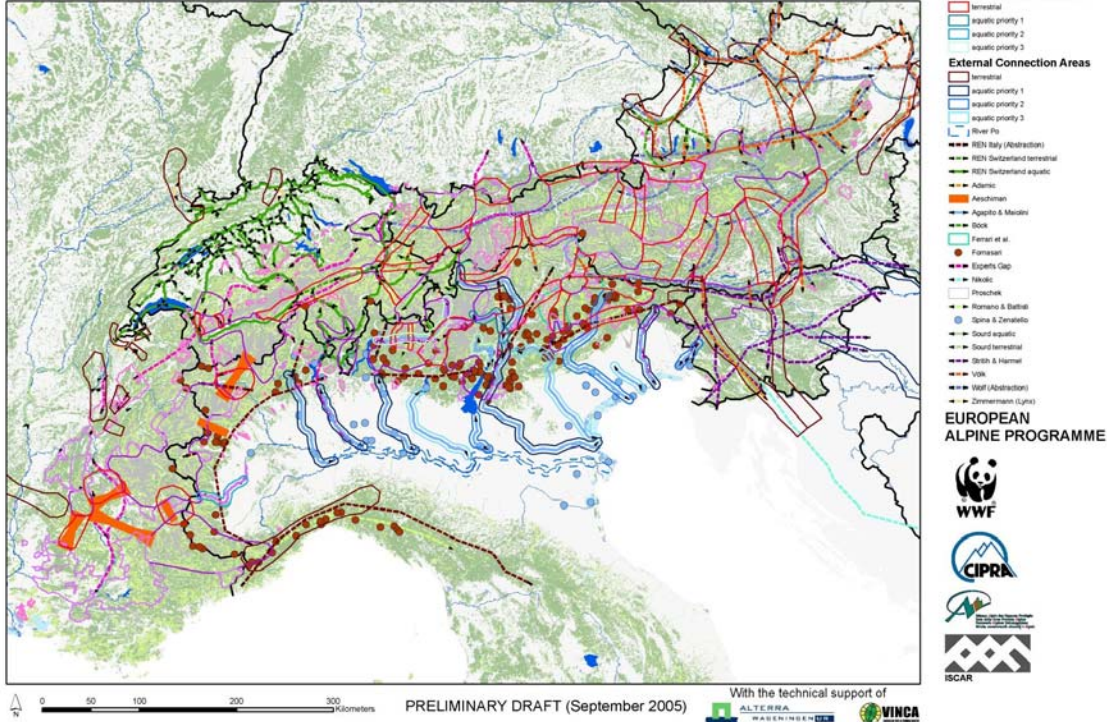 terrestrial
aquatic priority 1
aquatic priority 2
aquatic priority 3
External Connection Areas
terrestrial
aquatic priority 1
aquatic priority 2
aquatic priority 3
River Po
REN Italy (Abstraction)
REN Switzerland terrestrial
REN Switzerland aquatic
Adamic
Aeschiman
Agapito & Maiolini
Böck
Ferrari et al.
Fornasari
Experts Gap
Nikolic
Proschek
Romano & Battisti
Spina & Zenatello
Sourd aquatic
Sourd terrestrial
Stritih & Harmel
Völk
Wolf (Abstraction)
Zimmermann (Lynx)
EUROPEAN
ALPINE PROGRAMME
WWF
CIPRA
ISCAR
N
0 50 100 200 300
Kilometers
PRELIMINARY DRAFT (September 2005)
With the technical support of
ALTERRA
WAGENINGEN UR
VINCA